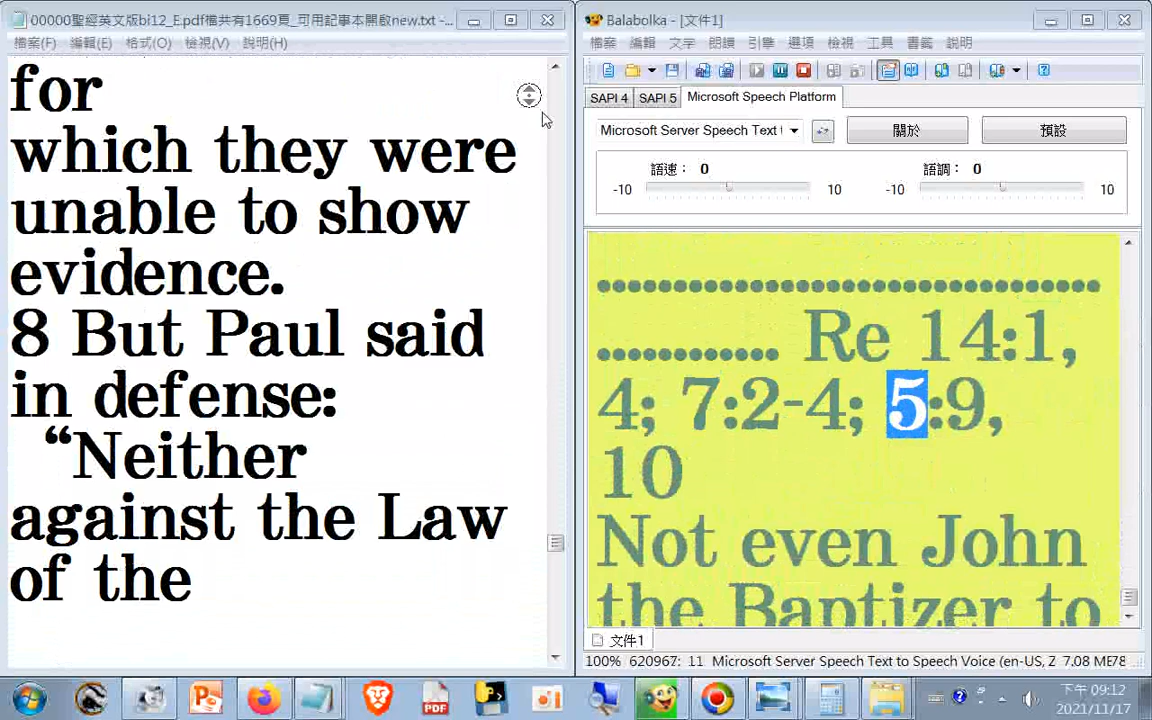 00000聖經英文版bi12_E.pdf檔共有1669頁_可用記事本開啟new.txt -...
檔案(F) 編輯(E) 格式(O) 檢視(V) 說明(H)
for
which they were
unable to show
evidence.
8 But Paul said
in defense:
“Neither
against the Law
of the
Balabolka - [文件1]
檔案 編輯 文字 朗讀 引擎 選項 檢視 工具 書籤 說明
SAPI 4 SAPI 5 Microsoft Speech Platform
Microsoft Server Speech Text t 關於 預設
語速： 0 語調： 0
-10 10 -10 10
.................................
............ Re 14:1,
4; 7:2-4; 5:9,
10
Not even John
the Baptizer to
文件1
100% 620967: 11 Microsoft Server Speech Text to Speech Voice (en-US, Z 7.08 ME78
PDF
下午 09:12
2021/11/17